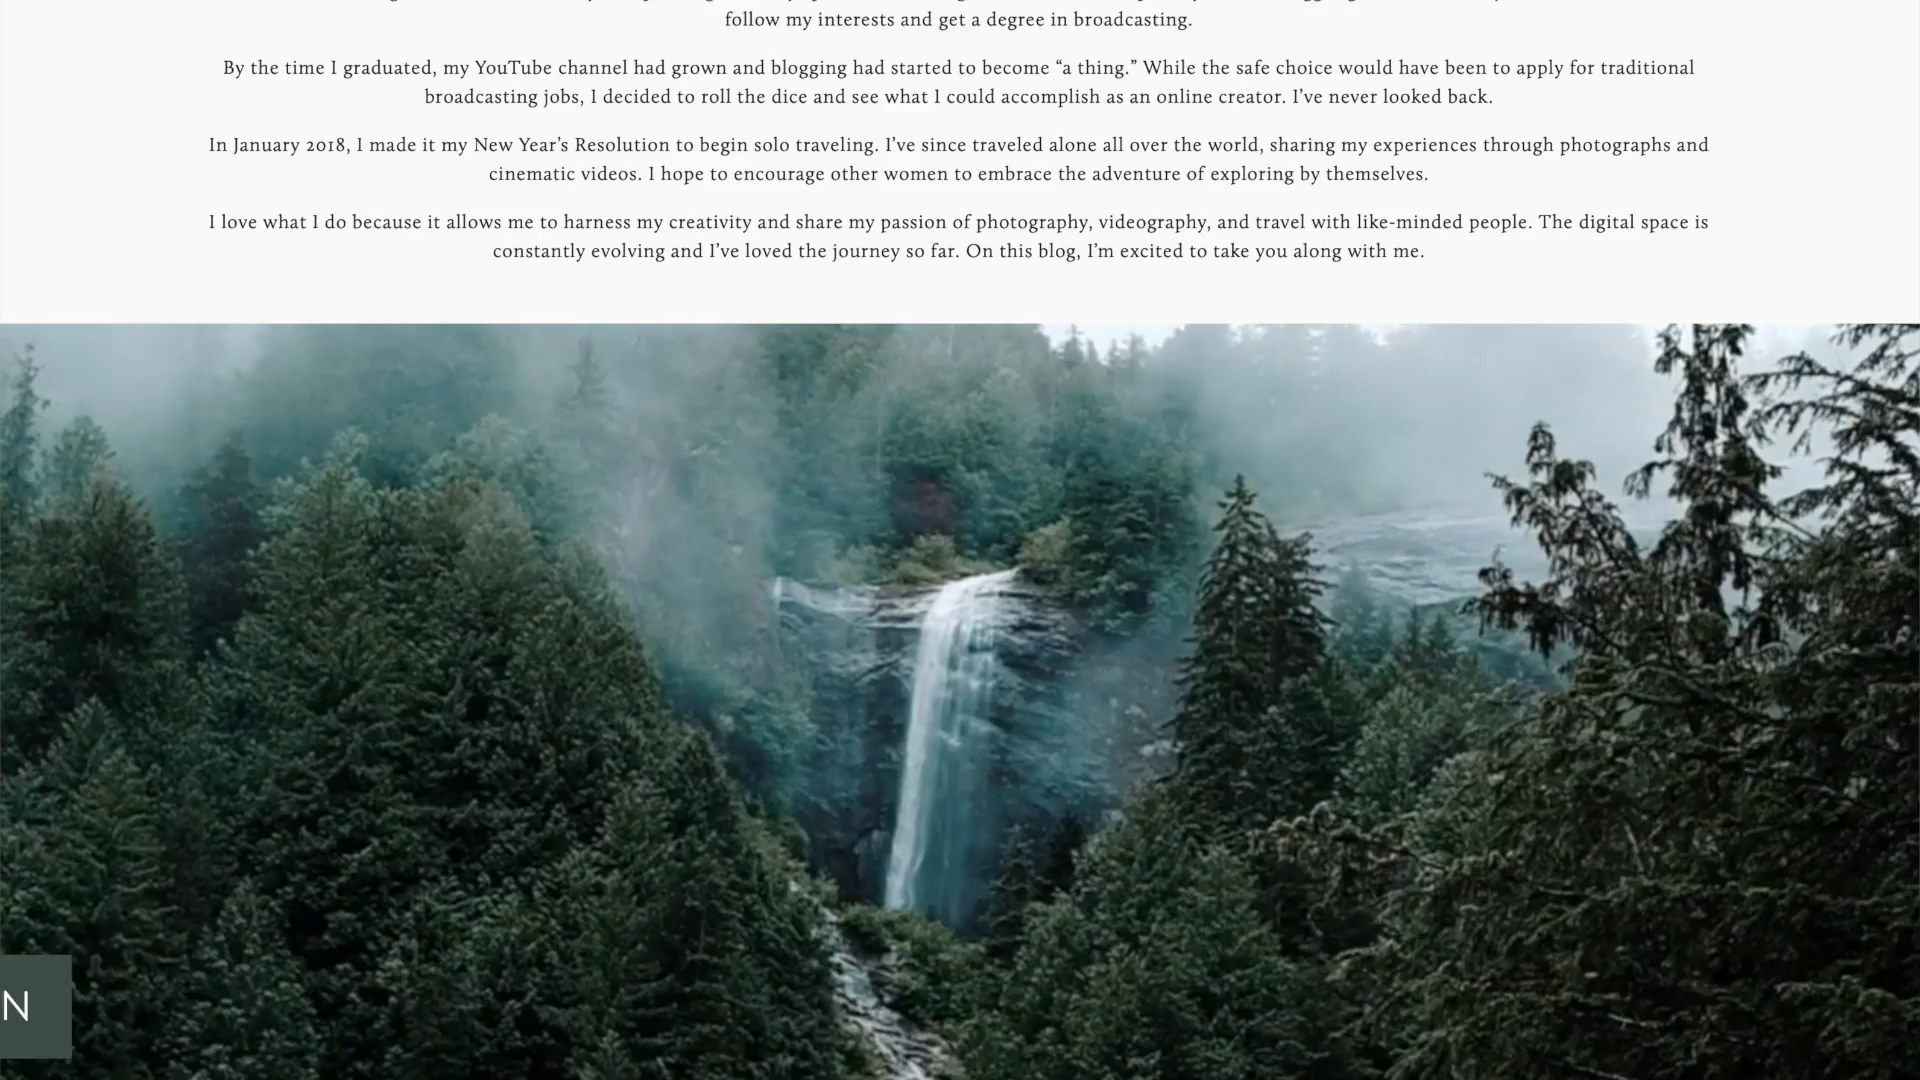 follow my interests and get a degree in broadcasting.
By the time I graduated, my YouTube channel had grown and blogging had started to become “a thing.” While the safe choice would have been to apply for traditional
broadcasting jobs, I decided to roll the dice and see what I could accomplish as an online creator. I’ve never looked back.
In January 2018, I made it my New Year’s Resolution to begin solo traveling. I’ve since traveled alone all over the world, sharing my experiences through photographs and
cinematic videos. I hope to encourage other women to embrace the adventure of exploring by themselves.
I love what I do because it allows me to harness my creativity and share my passion of photography, videography, and travel with like-minded people. The digital space is
constantly evolving and I’ve loved the journey so far. On this blog, I’m excited to take you along with me.
N